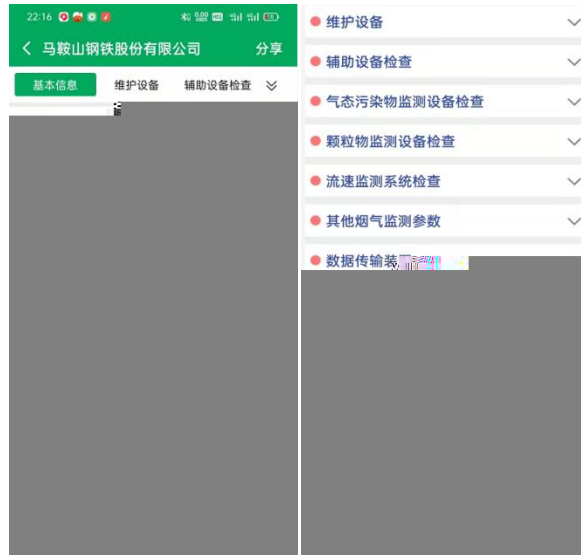 22:16
马鞍山钢铁股份有限公司
分享
基本信息
维护设备
辅助设备检查
维护设备
辅助设备检查
气态污染物监测设备检查
颗粒物监测设备检查
流速监测系统检查
其他烟气监测参数
数据传输装